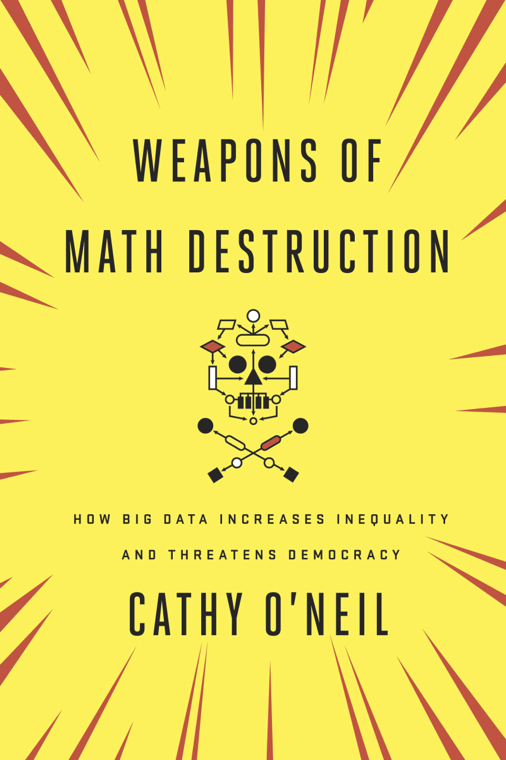 WEAPONS OF
MATH DESTRUCTION
HOW BIG DATA INCREASES INEQUALITY
AND THREATENS DEMOCRACY
CATHY O'NEIL